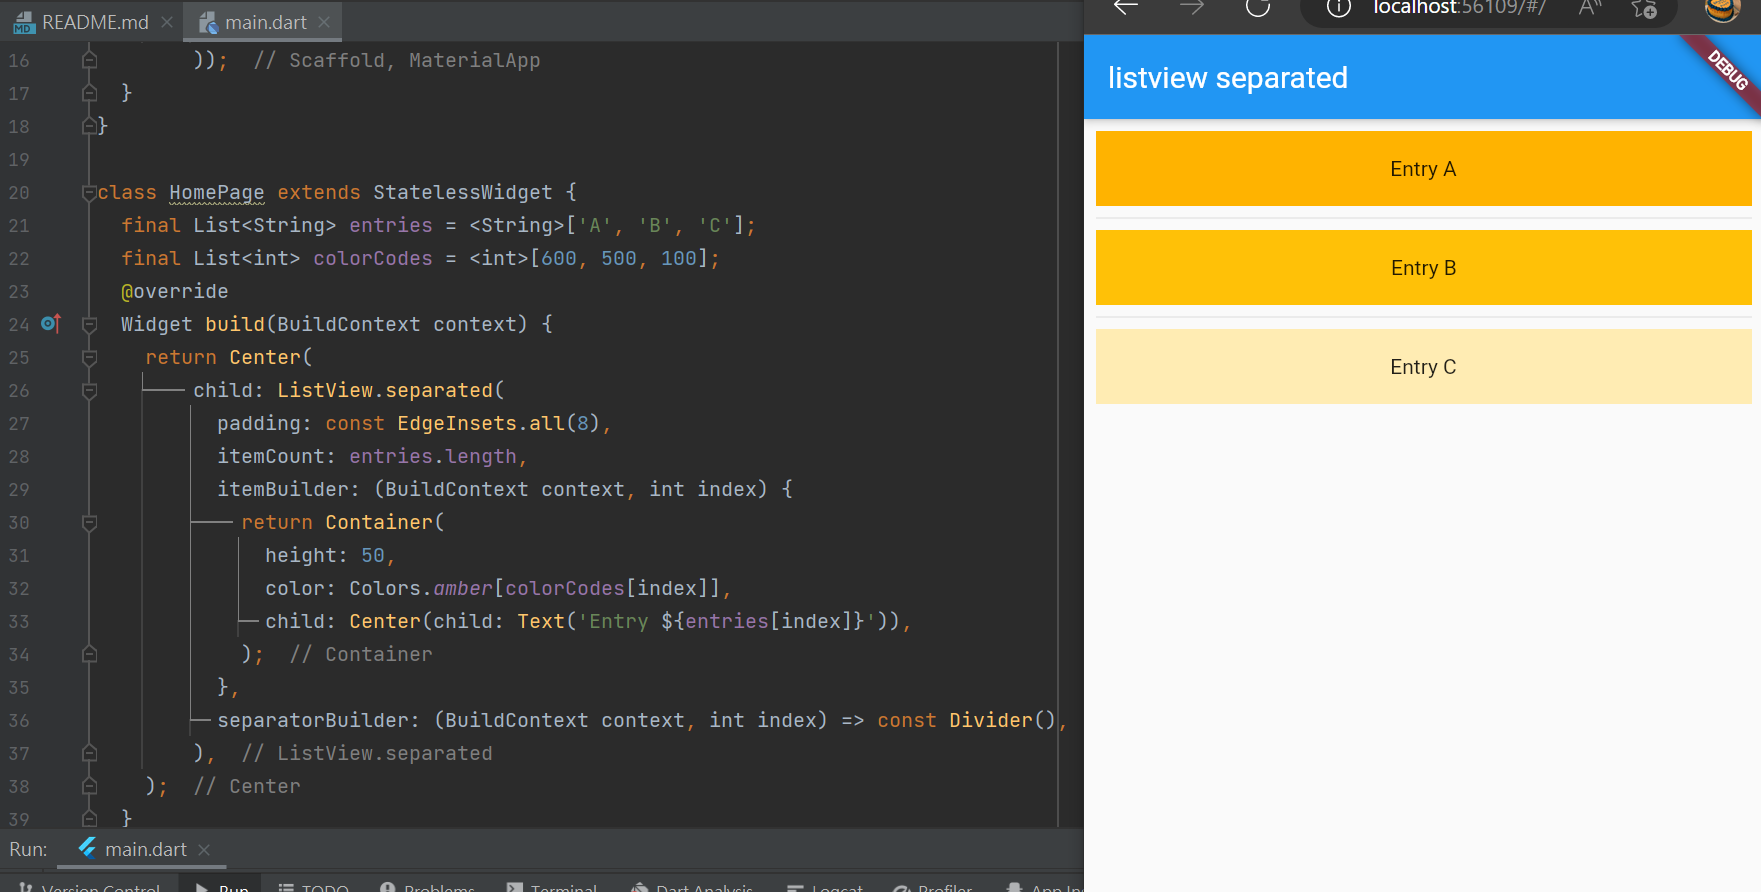 README.md
main.dart
16 )); // Scaffold, MaterialApp
17 }
18 }
19
20 class HomePage extends StatelessWidget {
21 final List<String> entries = <String>['A', 'B', 'C'];
22 final List<int> colorCodes = <int>[600, 500, 100];
23 @override
24 Widget build(BuildContext context) {
25 return Center(
26 child: ListView.separated(
27 padding: const EdgeInsets.all(8),
28 itemCount: entries.length,
29 itemBuilder: (BuildContext context, int index) {
30 return Container(
31 height: 50,
32 color: Colors.amber[colorCodes[index]],
33 child: Center(child: Text('Entry ${entries[index]}')),
34 ); // Container
35 },
36 separatorBuilder: (BuildContext context, int index) => const Divider(),
37 ), // ListView.separated
38 ); // Center
39 }
Run: main.dart
Version Control Run TODO Problems Terminal Dart Analysis Logcat Profiler App In
localhost:56109/#/
listview separated
DEBUG
Entry A
Entry B
Entry C